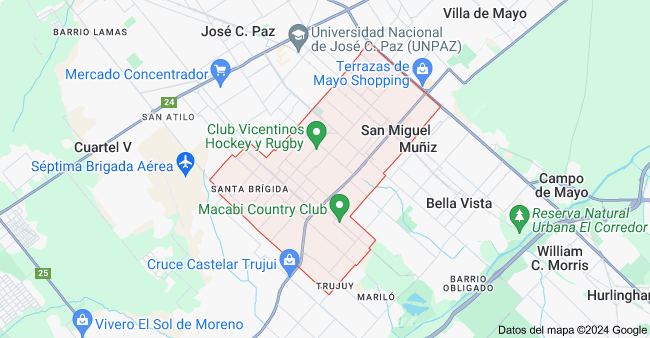 Villa de Mayo
BARRIO LAMAS
José C. Paz
Universidad Nacional
de José C. Paz (UNPAZ)
Terrazas de
Mayo Shopping
Mercado Concentrador
24
SAN ATILO
Club Vicentinos
Hockey y Rugby
San Miguel
Muñiz
Cuartel V
Séptima Brigada Aérea
SANTA BRÍGIDA
Campo
de Mayo
Macabi Country Club
Bella Vista
Reserva Natural
Urbana El Corredor
William
C. Morris
Cruce Castelar Trujui
25
BARRIO
OBLIGADO
TRUJUY
MARILÓ
Hurlingham
Vivero El Sol de Moreno
Datos del mapa ©2024 Google